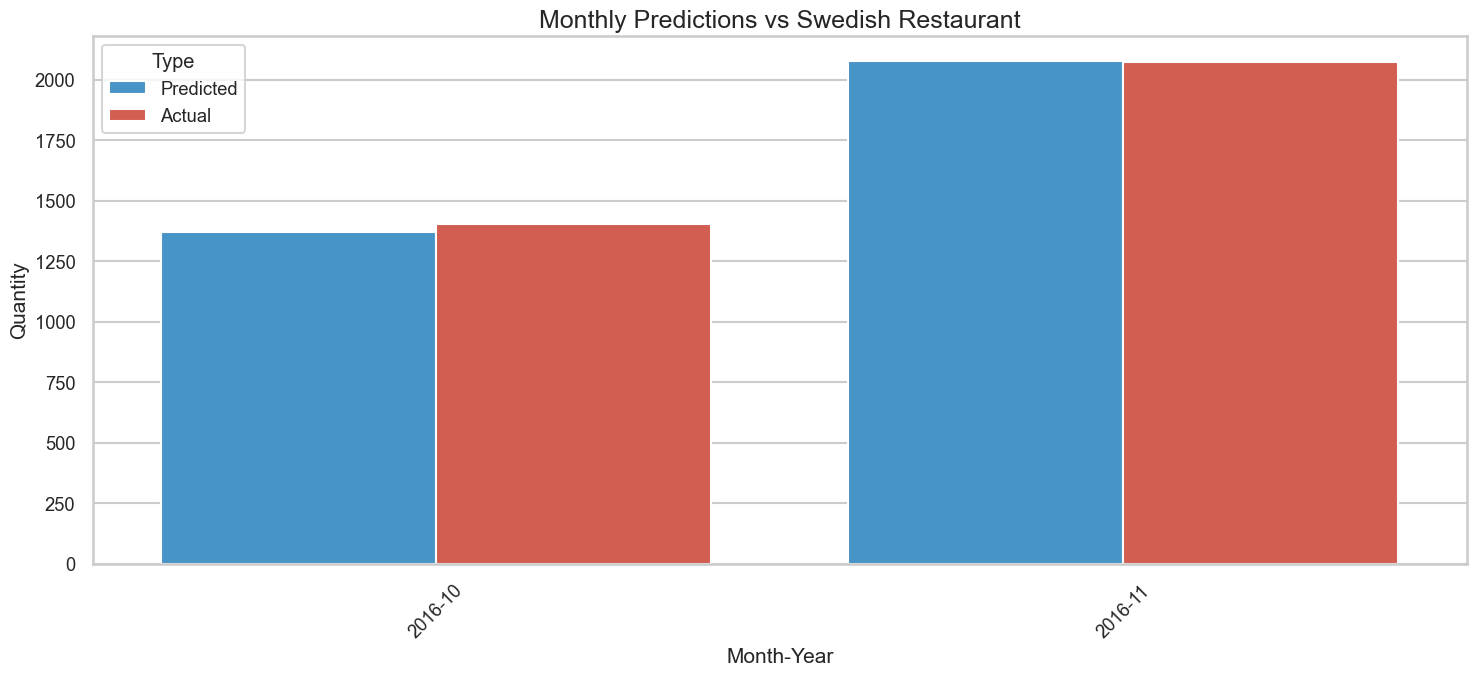 Monthly Predictions vs Swedish Restaurant
Type
Predicted
Actual
2000
1750
1500
1250
1000
750
500
250
0
Quantity
2016-10
2016-11
Month-Year